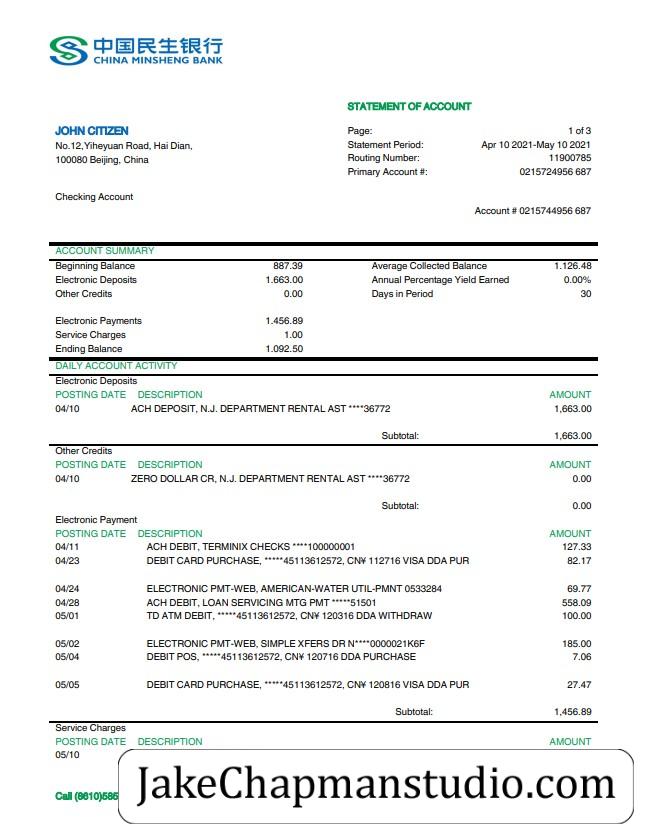 中国民生银行
CHINA MINSHENG BANK
STATEMENT OF ACCOUNT
JOHN CITIZEN
No.12,Yiheyuan Road, Hai Dian,
100080 Beijing, China
Page: 1 of 3
Statement Period: Apr 10 2021-May 10 2021
Routing Number: 11900785
Primary Account #: 0215724956 687
Checking Account
Account # 0215744956 687
ACCOUNT SUMMARY
Beginning Balance 887.39 Average Collected Balance 1.126.48
Electronic Deposits 1.663.00 Annual Percentage Yield Earned 0.00%
Other Credits 0.00 Days in Period 30
Electronic Payments 1.456.89
Service Charges 1.00
Ending Balance 1.092.50
DAILY ACCOUNT ACTIVITY
Electronic Deposits
POSTING DATE DESCRIPTION AMOUNT
04/10 ACH DEPOSIT, N.J. DEPARTMENT RENTAL AST ****36772 1,663.00
Subtotal: 1,663.00
Other Credits
POSTING DATE DESCRIPTION AMOUNT
04/10 ZERO DOLLAR CR, N.J. DEPARTMENT RENTAL AST ****36772 0.00
Subtotal: 0.00
Electronic Payment
POSTING DATE DESCRIPTION AMOUNT
04/11 ACH DEBIT, TERMINIX CHECKS ****100000001 127.33
04/23 DEBIT CARD PURCHASE, *****45113612572, CN¥ 112716 VISA DDA PUR 82.17
04/24 ELECTRONIC PMT-WEB, AMERICAN-WATER UTIL-PMNT 0533284 69.77
04/28 ACH DEBIT, LOAN SERVICING MTG PMT *****51501 558.09
05/01 TD ATM DEBIT, *****45113612572, CN¥ 120316 DDA WITHDRAW 100.00
05/02 ELECTRONIC PMT-WEB, SIMPLE XFERS DR N****0000021K6F 185.00
05/04 DEBIT POS, *****45113612572, CN¥ 120716 DDA PURCHASE 7.06
05/05 DEBIT CARD PURCHASE, *****45113612572, CN¥ 120816 VISA DDA PUR 27.47
Subtotal: 1,456.89
Service Charges
POSTING DATE DESCRIPTION AMOUNT
05/10
Call (8610)585
JakeChapmanstudio.com